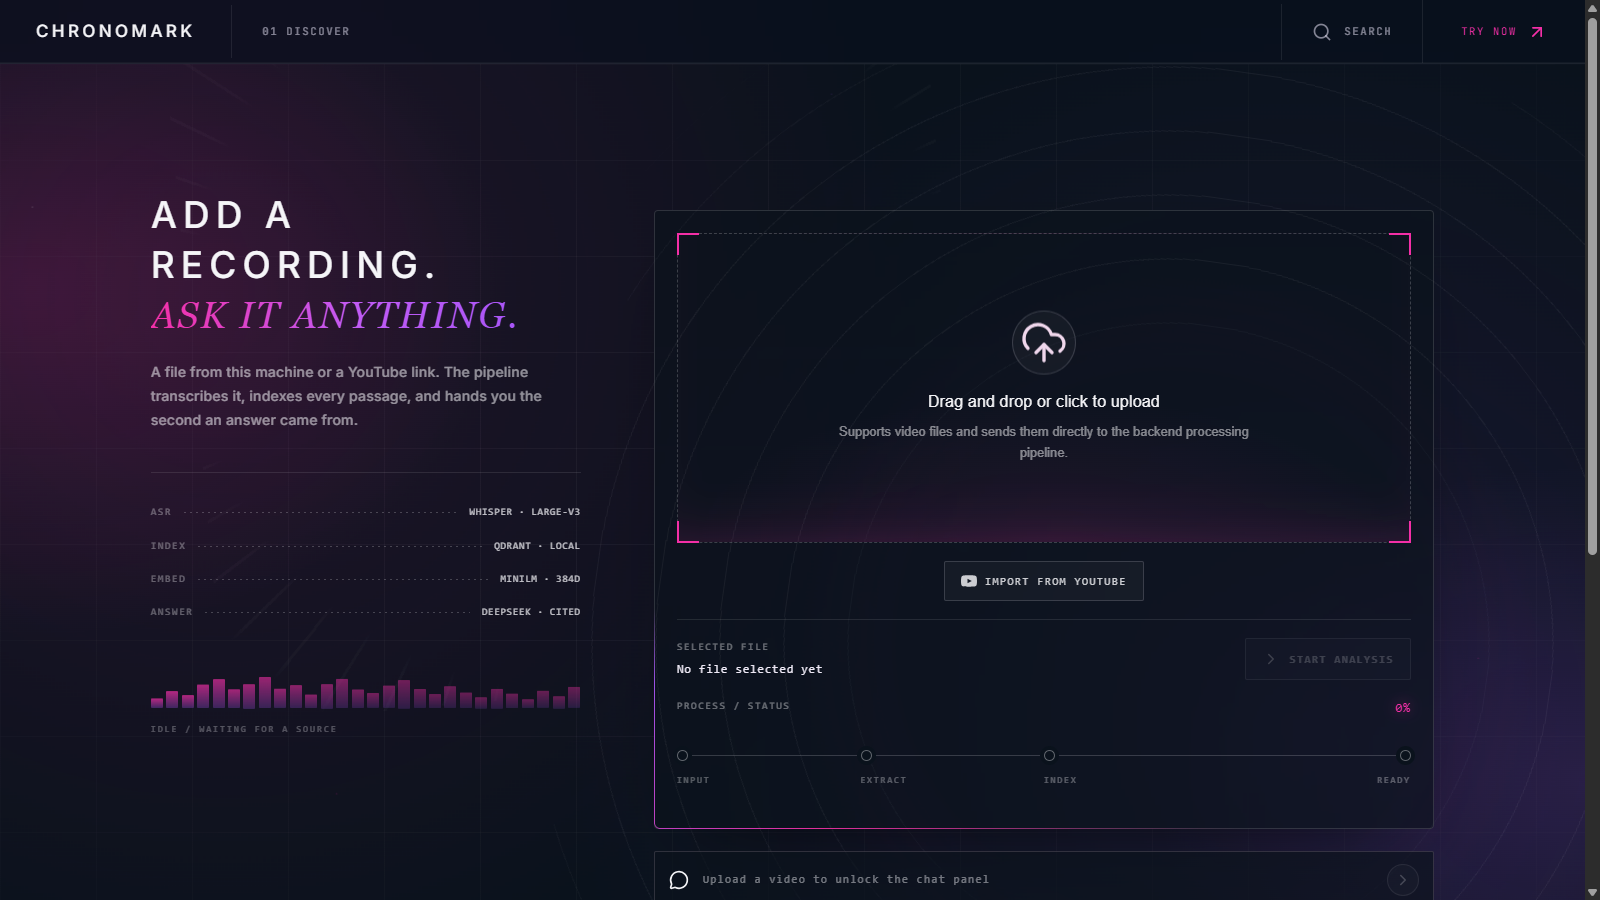 CHRONOMARK
01 DISCOVER
SEARCH
TRY NOW
ADD A
RECORDING.
ASK IT ANYTHING.
A file from this machine or a YouTube link. The pipeline
transcribes it, indexes every passage, and hands you the
second an answer came from.
ASR WHISPER · LARGE-V3
INDEX QDRANT · LOCAL
EMBED MINILM · 384D
ANSWER DEEPSEEK · CITED
IDLE / WAITING FOR A SOURCE
Drag and drop or click to upload
Supports video files and sends them directly to the backend processing
pipeline.
IMPORT FROM YOUTUBE
SELECTED FILE
No file selected yet
START ANALYSIS
PROCESS / STATUS
0%
INPUT EXTRACT INDEX READY
Upload a video to unlock the chat panel